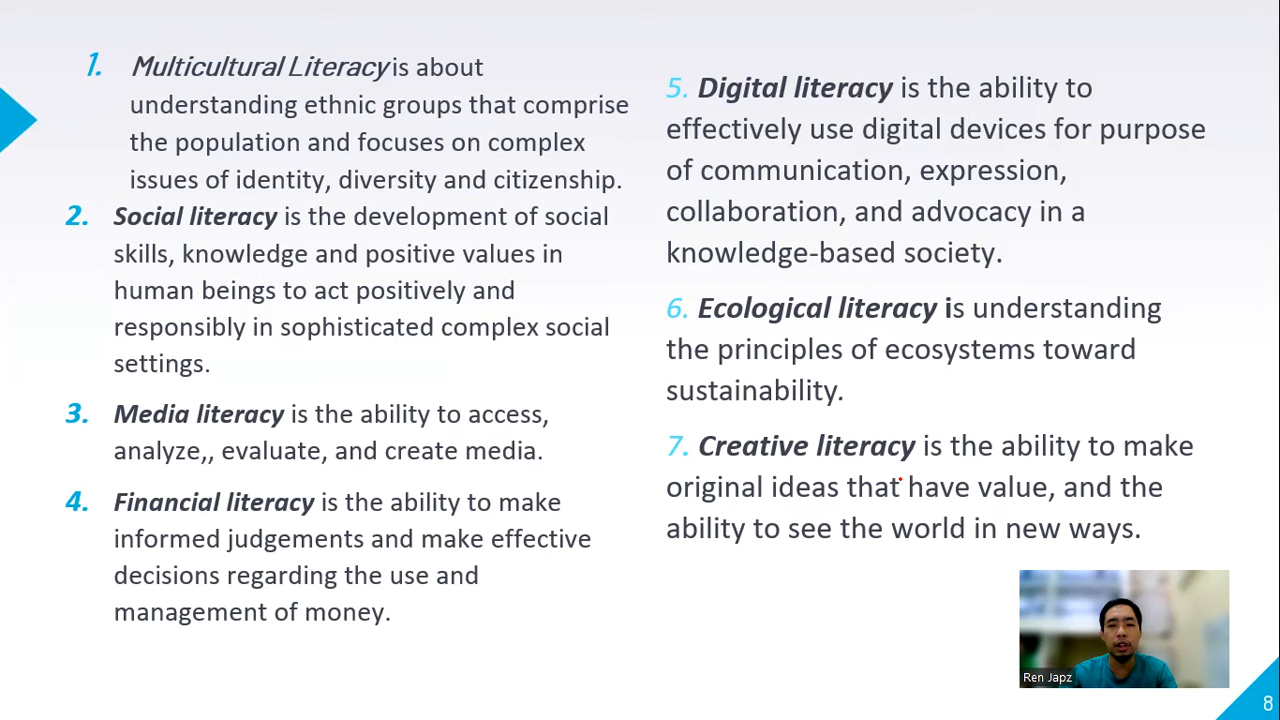 1. Multicultural Literacy is about
understanding ethnic groups that comprise
the population and focuses on complex
issues of identity, diversity and citizenship.
2. Social literacy is the development of social
skills, knowledge and positive values in
human beings to act positively and
responsibly in sophisticated complex social
settings.
3. Media literacy is the ability to access,
analyze,, evaluate, and create media.
4. Financial literacy is the ability to make
informed judgements and make effective
decisions regarding the use and
management of money.
5. Digital literacy is the ability to
effectively use digital devices for purpose
of communication, expression,
collaboration, and advocacy in a
knowledge-based society.
6. Ecological literacy is understanding
the principles of ecosystems toward
sustainability.
7. Creative literacy is the ability to make
original ideas that have value, and the
ability to see the world in new ways.
Ren Japz
8